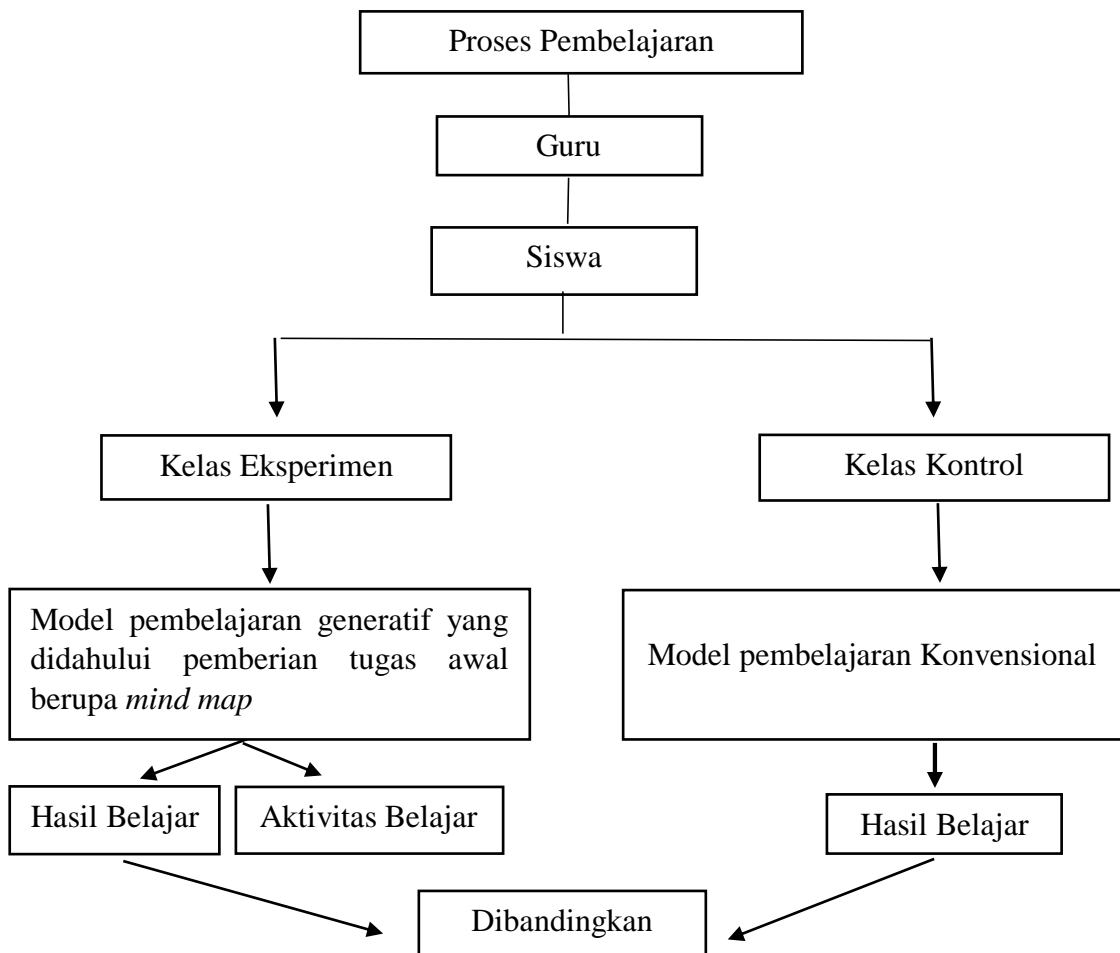 Proses Pembelajaran
Guru
Siswa
Kelas Eksperimen
Kelas Kontrol
Model pembelajaran generatif yang
didahului pemberian tugas awal
berupa mind map
Model pembelajaran Konvensional
Hasil Belajar
Aktivitas Belajar
Hasil Belajar
Dibandingkan